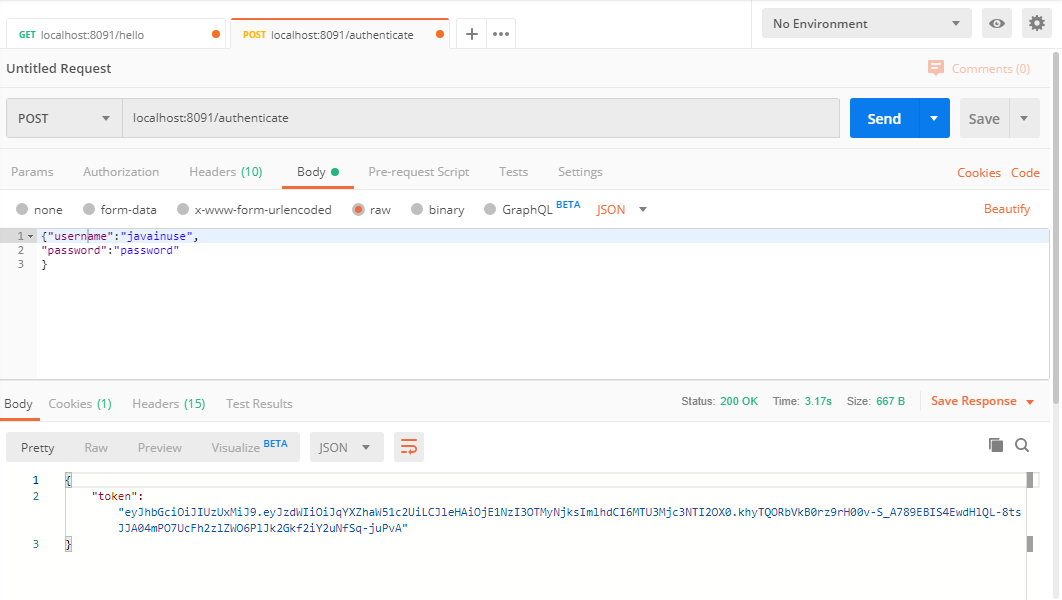 GET localhost:8091/hello
POST localhost:8091/authenticate
+
•••
No Environment
Untitled Request
Comments (0)
POST
localhost:8091/authenticate
Send
Save
Params Authorization Headers (10) Body Pre-request Script Tests Settings
Cookies Code
none form-data x-www-form-urlencoded raw binary GraphQL BETA JSON
Beautify
1 {"username":"javainuse",
2 "password":"password"
3 }
Body Cookies (1) Headers (15) Test Results
Status: 200 OK Time: 3.17s Size: 667 B Save Response
Pretty Raw Preview Visualize BETA JSON
1 {
2 "token":
"eyJhbGciOiJIUzUxMiJ9.eyJzdWIiOiJqYXZhaW51c2UiLCJleHAiOjE1NzI3OTMyNjksImlhdCI6MTU3Mjc3NTI2OX0.khyTQORbVkB0rz9rH00v-S_A789EBIS4EwdHlQL-8ts
JJA04mPO7UcFh2zlZWO6PlJk2Gkf2iY2uNfSq-juPvA"
3 }